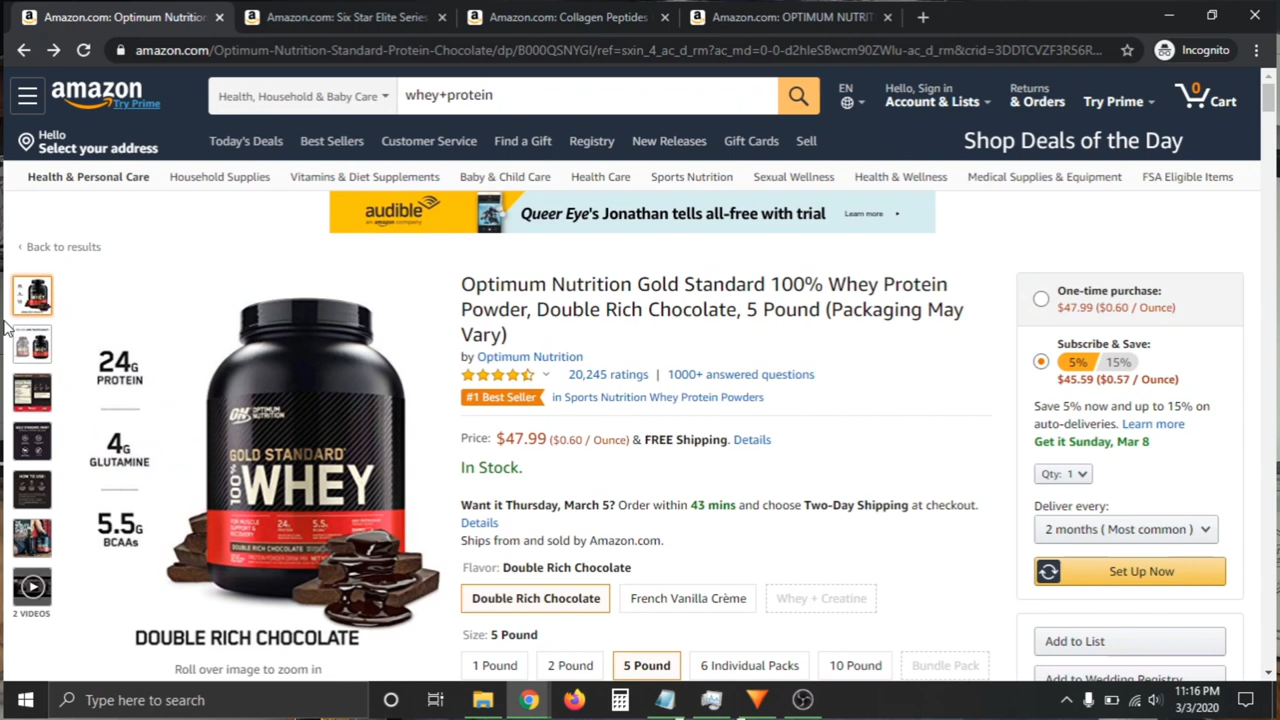 Amazon.com: Optimum Nutrition
Amazon.com: Six Star Elite Series
Amazon.com: Collagen Peptides
Amazon.com: OPTIMUM NUTRIT
amazon.com/Optimum-Nutrition-Standard-Protein-Chocolate/dp/B000QSNYGI/ref=sxin_4_ac_d_rm?ac_md=0-0-d2hleSBwcm90ZWlu-ac_d_rm&crid=3DDTCVZF3R56R...
Incognito
amazon
Try Prime
Health, Household & Baby Care
whey+protein
EN
Hello, Sign in
Account & Lists
Returns
& Orders
Try Prime
0
Cart
Hello
Select your address
Today's Deals
Best Sellers
Customer Service
Find a Gift
Registry
New Releases
Gift Cards
Sell
Shop Deals of the Day
Health & Personal Care
Household Supplies
Vitamins & Diet Supplements
Baby & Child Care
Health Care
Sports Nutrition
Sexual Wellness
Health & Wellness
Medical Supplies & Equipment
FSA Eligible Items
audible
an amazon company
Queer Eye's Jonathan tells all-free with trial
Learn more
‹ Back to results
24G
PROTEIN
4G
GLUTAMINE
5.5G
BCAAs
ON OPTIMUM NUTRITION
GOLD STANDARD
100% WHEY
DOUBLE RICH CHOCOLATE
DOUBLE RICH CHOCOLATE
Roll over image to zoom in
2 VIDEOS
Optimum Nutrition Gold Standard 100% Whey Protein
Powder, Double Rich Chocolate, 5 Pound (Packaging May
Vary)
by Optimum Nutrition
20,245 ratings | 1000+ answered questions
#1 Best Seller in Sports Nutrition Whey Protein Powders
Price: $47.99 ($0.60 / Ounce) & FREE Shipping. Details
In Stock.
Want it Thursday, March 5? Order within 43 mins and choose Two-Day Shipping at checkout.
Details
Ships from and sold by Amazon.com.
Flavor: Double Rich Chocolate
Double Rich Chocolate
French Vanilla Crème
Whey + Creatine
Size: 5 Pound
1 Pound
2 Pound
5 Pound
6 Individual Packs
10 Pound
Bundle Pack
One-time purchase:
$47.99 ($0.60 / Ounce)
Subscribe & Save:
5% 15%
$45.59 ($0.57 / Ounce)
Save 5% now and up to 15% on
auto-deliveries. Learn more
Get it Sunday, Mar 8
Qty: 1
Deliver every:
2 months ( Most common )
Set Up Now
Add to List
Add to Wedding Registry
Type here to search
11:16 PM
3/3/2020